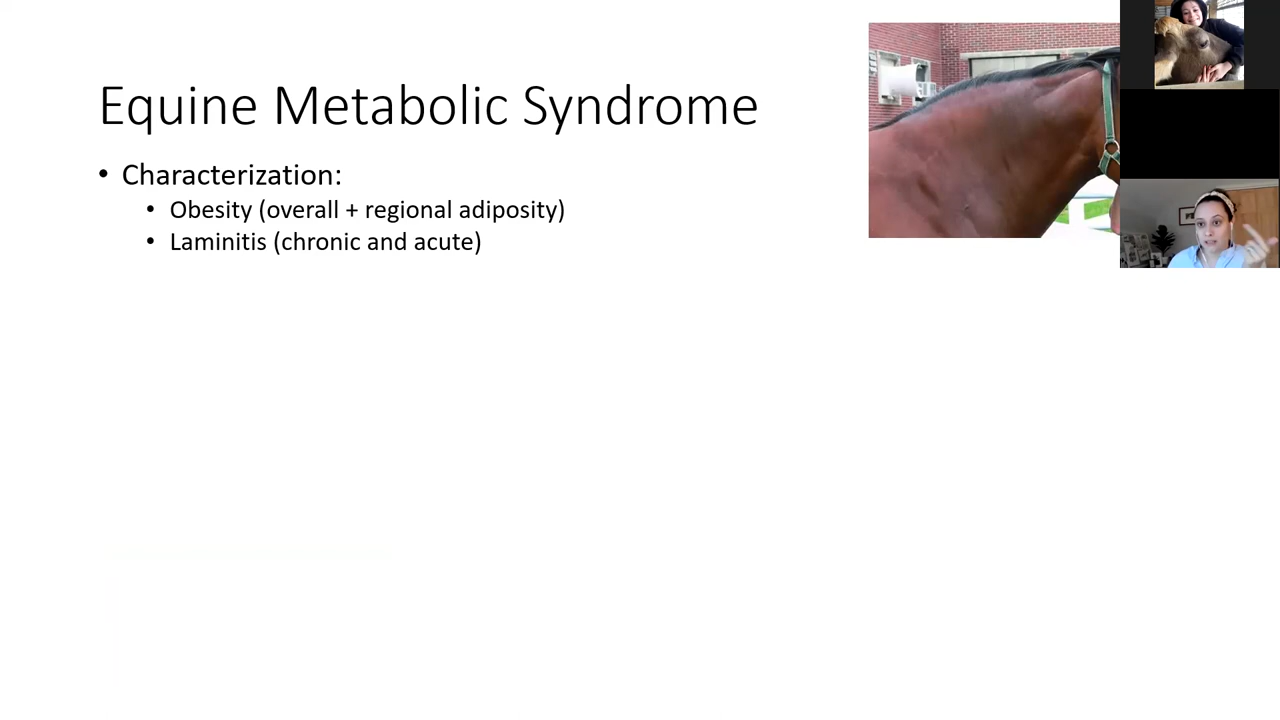 Equine Metabolic Syndrome
• Characterization:
• Obesity (overall + regional adiposity)
• Laminitis (chronic and acute)